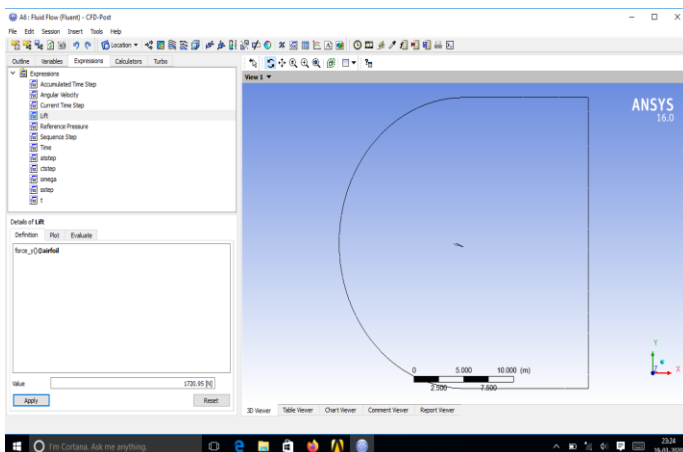 A6 : Fluid Flow (Fluent) - CFD-Post
File Edit Session Insert Tools Help
Location
Outline Variables Expressions Calculators Turbo
Expressions
Accumulated Time Step
Angular Velocity
Current Time Step
Lift
Reference Pressure
Sequence Step
Time
atstep
ctstep
omega
sstep
t
Details of Lift
Definition Plot Evaluate
force_y()@airfoil
Value 1720.95 [N]
Apply Reset
View 1
ANSYS
16.0
0 5.000 10.000 (m)
2.500 7.500
Y
Z X
3D Viewer Table Viewer Chart Viewer Comment Viewer Report Viewer
I'm Cortana. Ask me anything.
23:24